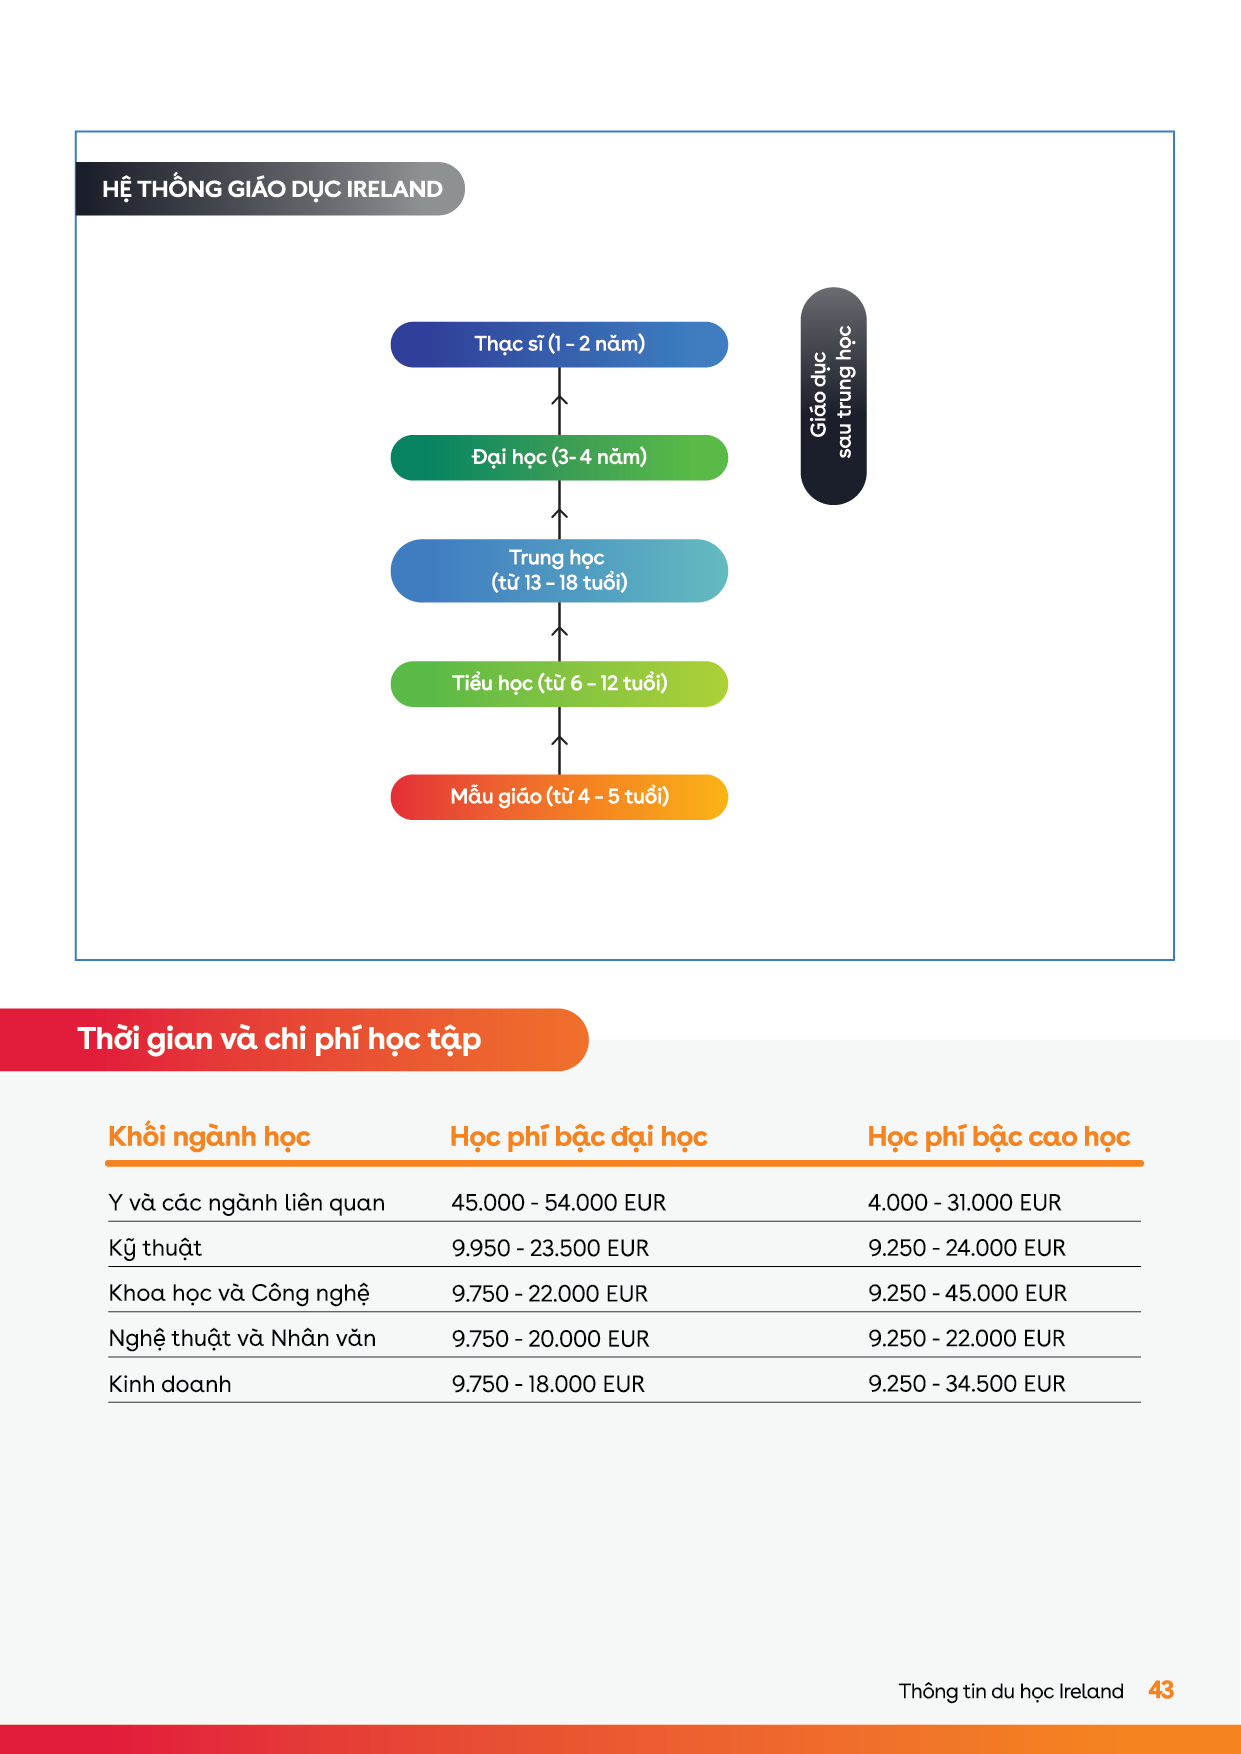 HỆ THỐNG GIÁO DỤC IRELAND
Thạc sĩ (1 – 2 năm)
Đại học (3- 4 năm)
Giáo dục
sau trung học
Trung học
(từ 13 – 18 tuổi)
Tiểu học (từ 6 – 12 tuổi)
Mẫu giáo (từ 4 – 5 tuổi)
Thời gian và chi phí học tập
Khối ngành học Học phí bậc đại học Học phí bậc cao học
Y và các ngành liên quan 45.000 - 54.000 EUR 4.000 - 31.000 EUR
Kỹ thuật 9.950 - 23.500 EUR 9.250 - 24.000 EUR
Khoa học và Công nghệ 9.750 - 22.000 EUR 9.250 - 45.000 EUR
Nghệ thuật và Nhân văn 9.750 - 20.000 EUR 9.250 - 22.000 EUR
Kinh doanh 9.750 - 18.000 EUR 9.250 - 34.500 EUR
Thông tin du học Ireland 43